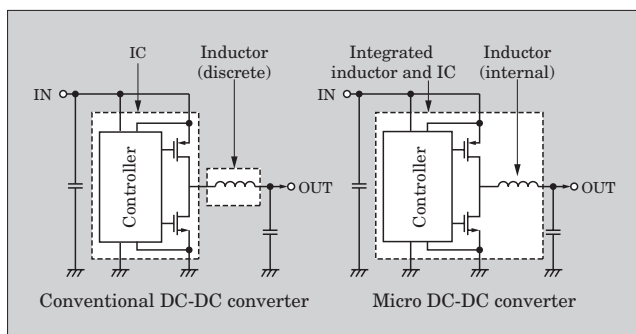 IC
Inductor
(discrete)
IN
Controller
OUT
Conventional DC-DC converter
Integrated
inductor and IC
Inductor
(internal)
IN
Controller
OUT
Micro DC-DC converter